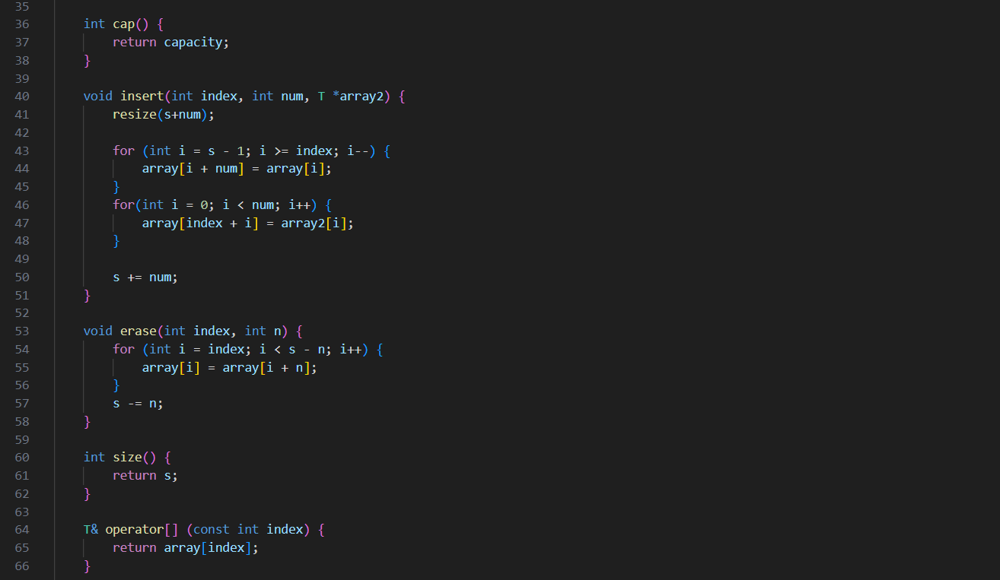 35
36 int cap() {
37 return capacity;
38 }
39
40 void insert(int index, int num, T *array2) {
41 resize(s+num);
42
43 for (int i = s - 1; i >= index; i--) {
44 array[i + num] = array[i];
45 }
46 for(int i = 0; i < num; i++) {
47 array[index + i] = array2[i];
48 }
49
50 s += num;
51 }
52
53 void erase(int index, int n) {
54 for (int i = index; i < s - n; i++) {
55 array[i] = array[i + n];
56 }
57 s -= n;
58 }
59
60 int size() {
61 return s;
62 }
63
64 T& operator[] (const int index) {
65 return array[index];
66 }